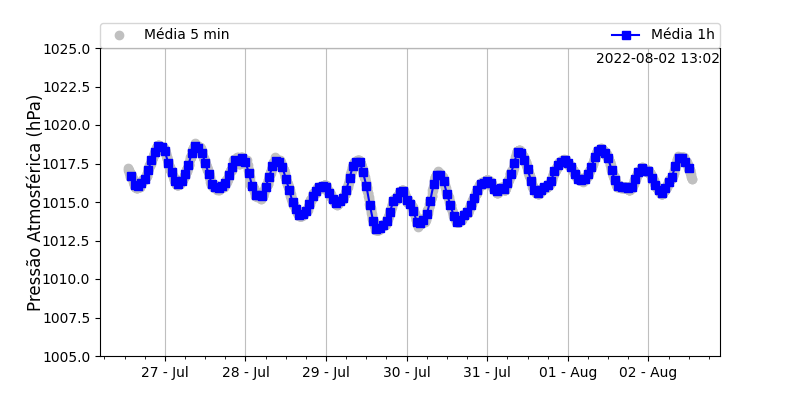 Média 5 min
Média 1h
2022-08-02 13:02
Pressão Atmosférica (hPa)
1025.0
1022.5
1020.0
1017.5
1015.0
1012.5
1010.0
1007.5
1005.0
27 - Jul
28 - Jul
29 - Jul
30 - Jul
31 - Jul
01 - Aug
02 - Aug